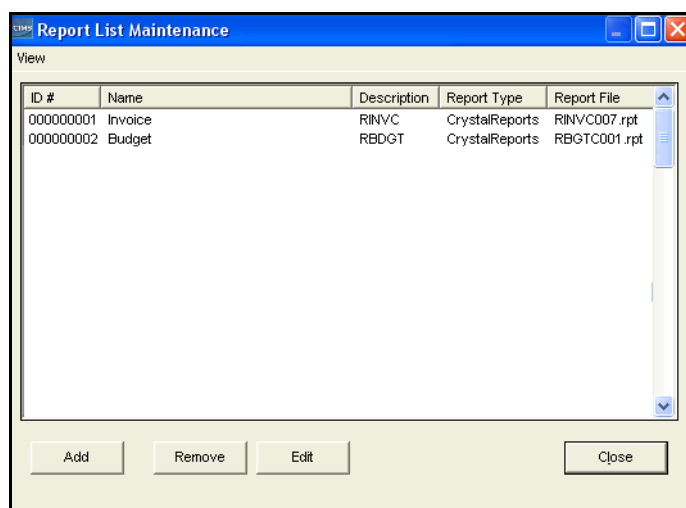 CIMS Report List Maintenance
View
ID # Name Description Report Type Report File
000000001 Invoice RINVC CrystalReports RINVC007.rpt
000000002 Budget RBDGT CrystalReports RBGTC001.rpt
Add Remove Edit Close